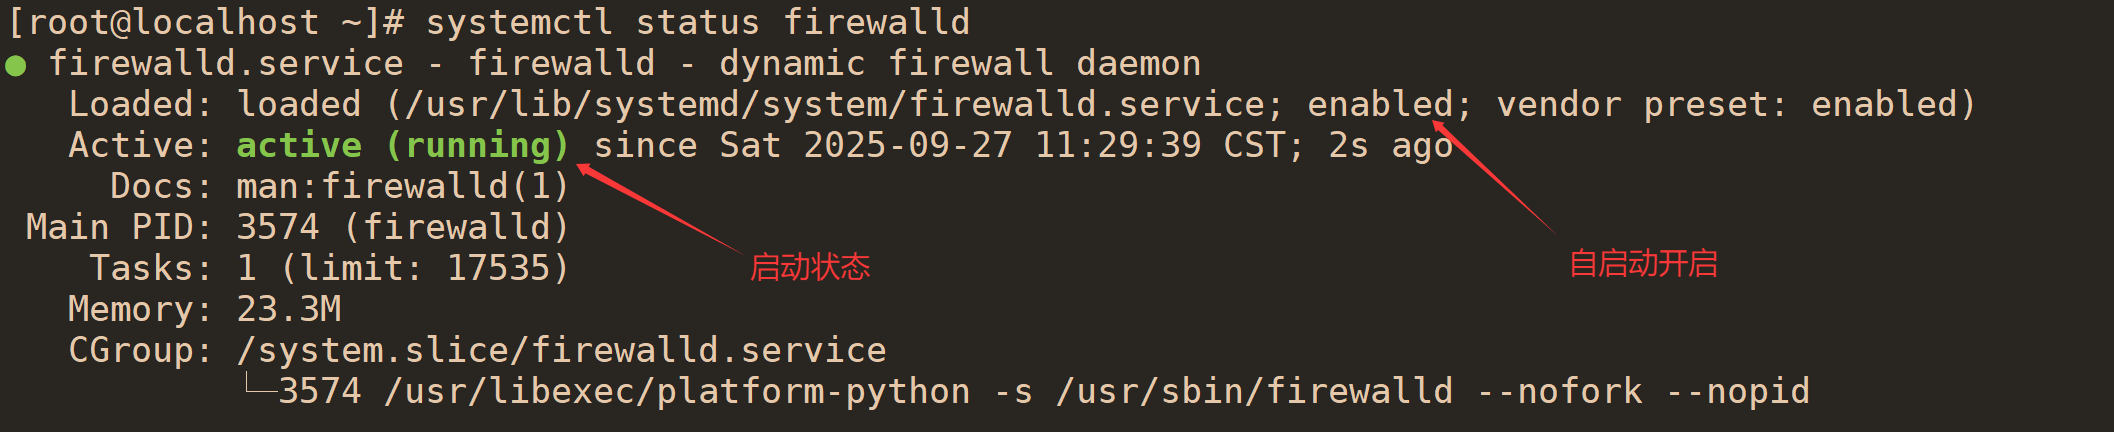 [root@localhost ~]# systemctl status firewalld
● firewalld.service - firewalld - dynamic firewall daemon
Loaded: loaded (/usr/lib/systemd/system/firewalld.service; enabled; vendor preset: enabled)
Active: active (running) since Sat 2025-09-27 11:29:39 CST; 2s ago
Docs: man:firewalld(1)
Main PID: 3574 (firewalld)
启动状态
自启动开启
Tasks: 1 (limit: 17535)
Memory: 23.3M
CGroup: /system.slice/firewalld.service
└─3574 /usr/libexec/platform-python -s /usr/sbin/firewalld --nofork --nopid